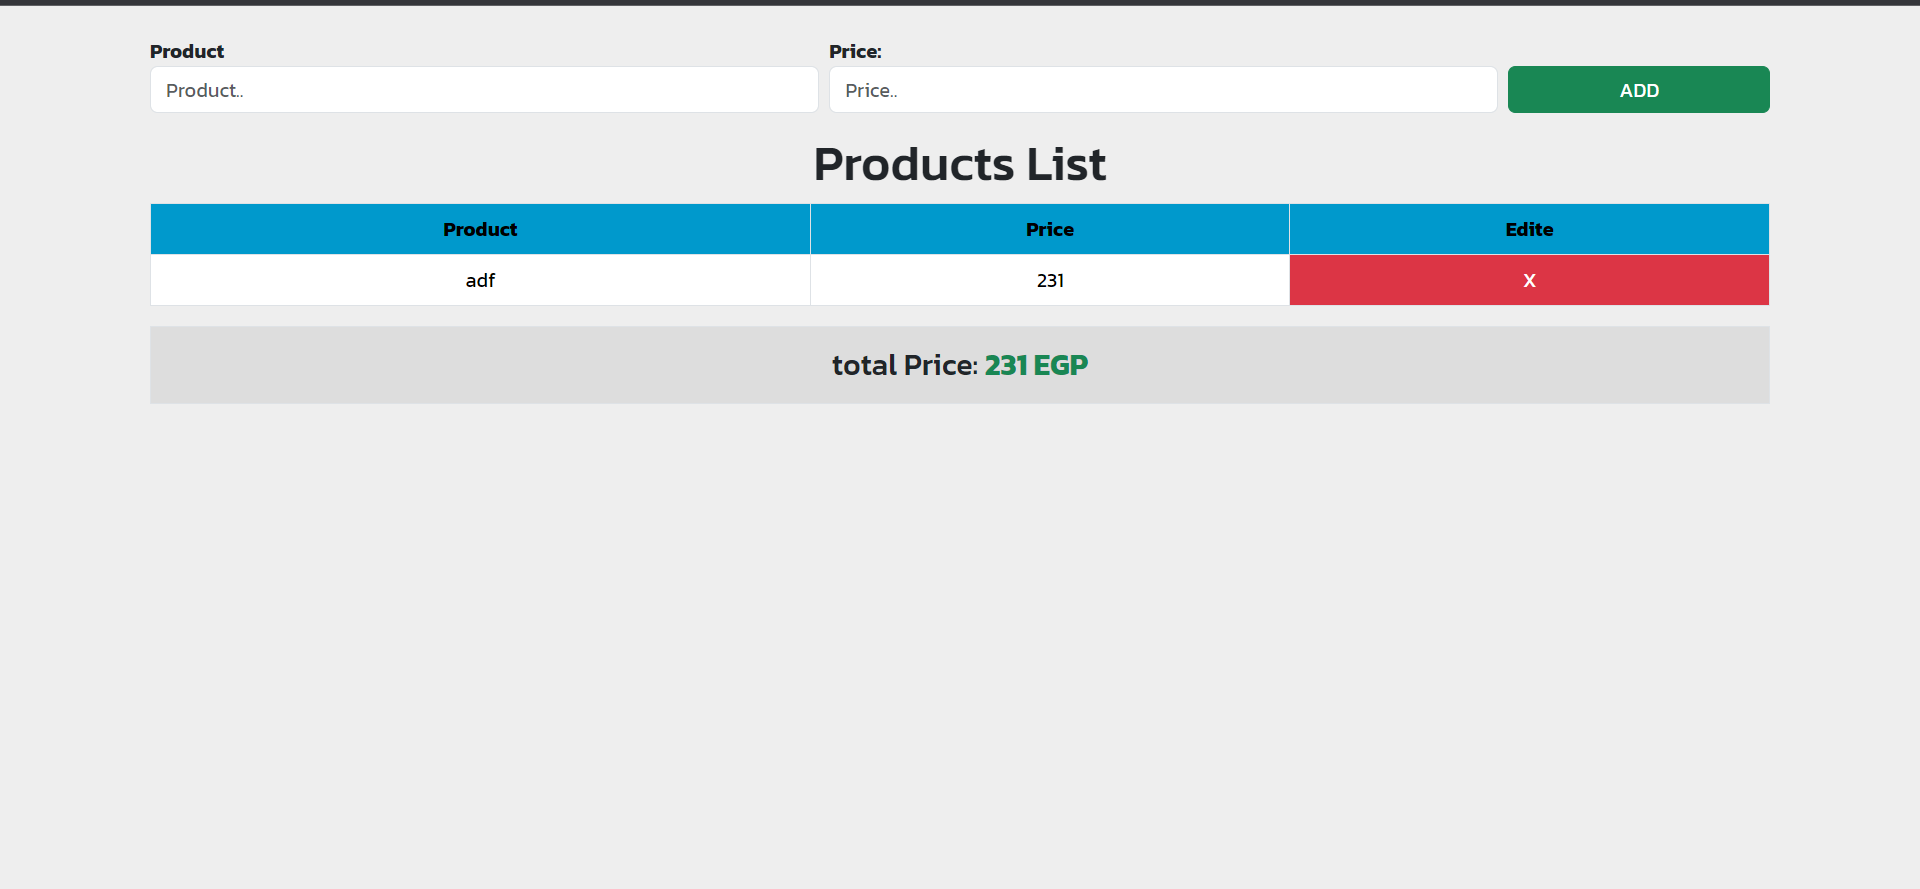 Product Price:
Product.. Price.. ADD
Products List
Product Price Edite
adf 231 X
total Price: 231 EGP